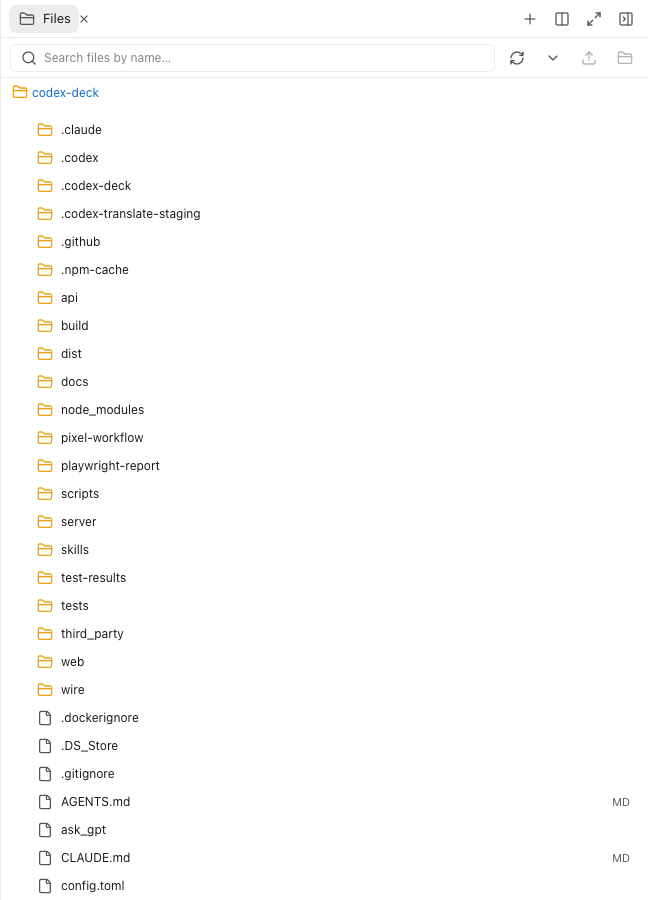 Files
Search files by name...
codex-deck
.claude
.codex
.codex-deck
.codex-translate-staging
.github
.npm-cache
api
build
dist
docs
node_modules
pixel-workflow
playwright-report
scripts
server
skills
test-results
tests
third_party
web
wire
.dockerignore
.DS_Store
.gitignore
AGENTS.md MD
ask_gpt
CLAUDE.md MD
config.toml